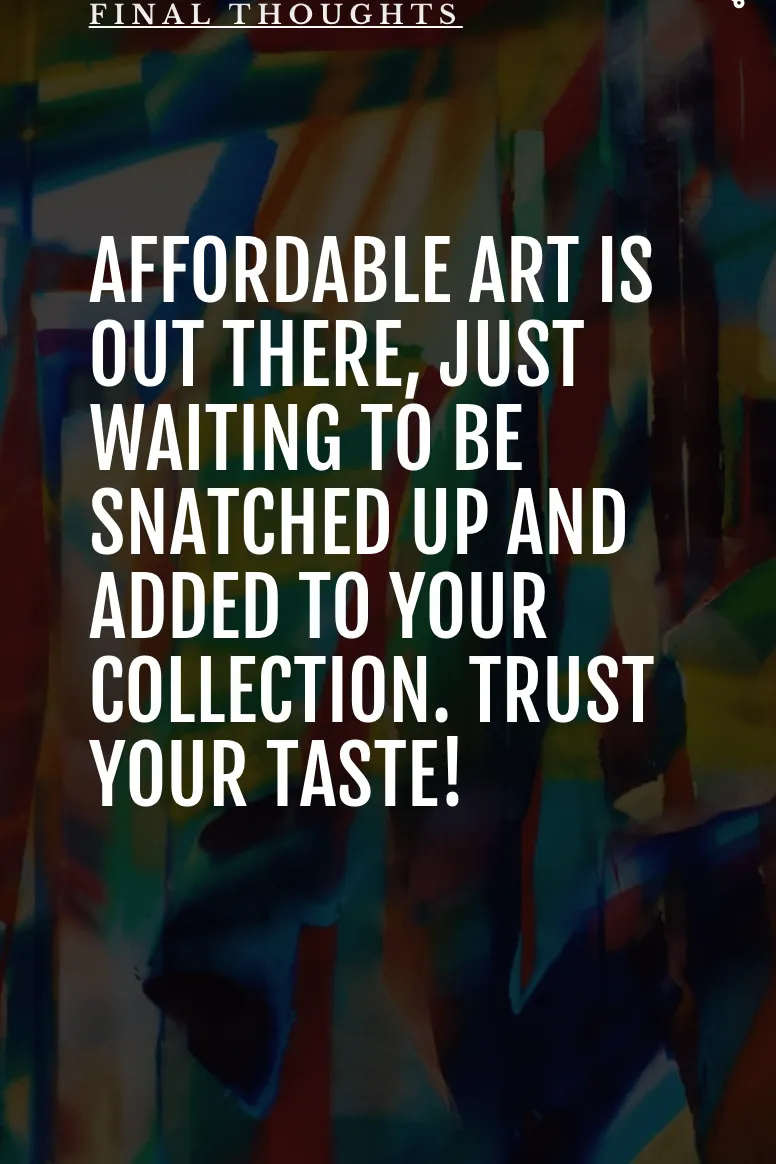 FINAL THOUGHTS
AFFORDABLE ART IS
OUT THERE, JUST
WAITING TO BE
SNATCHED UP AND
ADDED TO YOUR
COLLECTION. TRUST
YOUR TASTE!